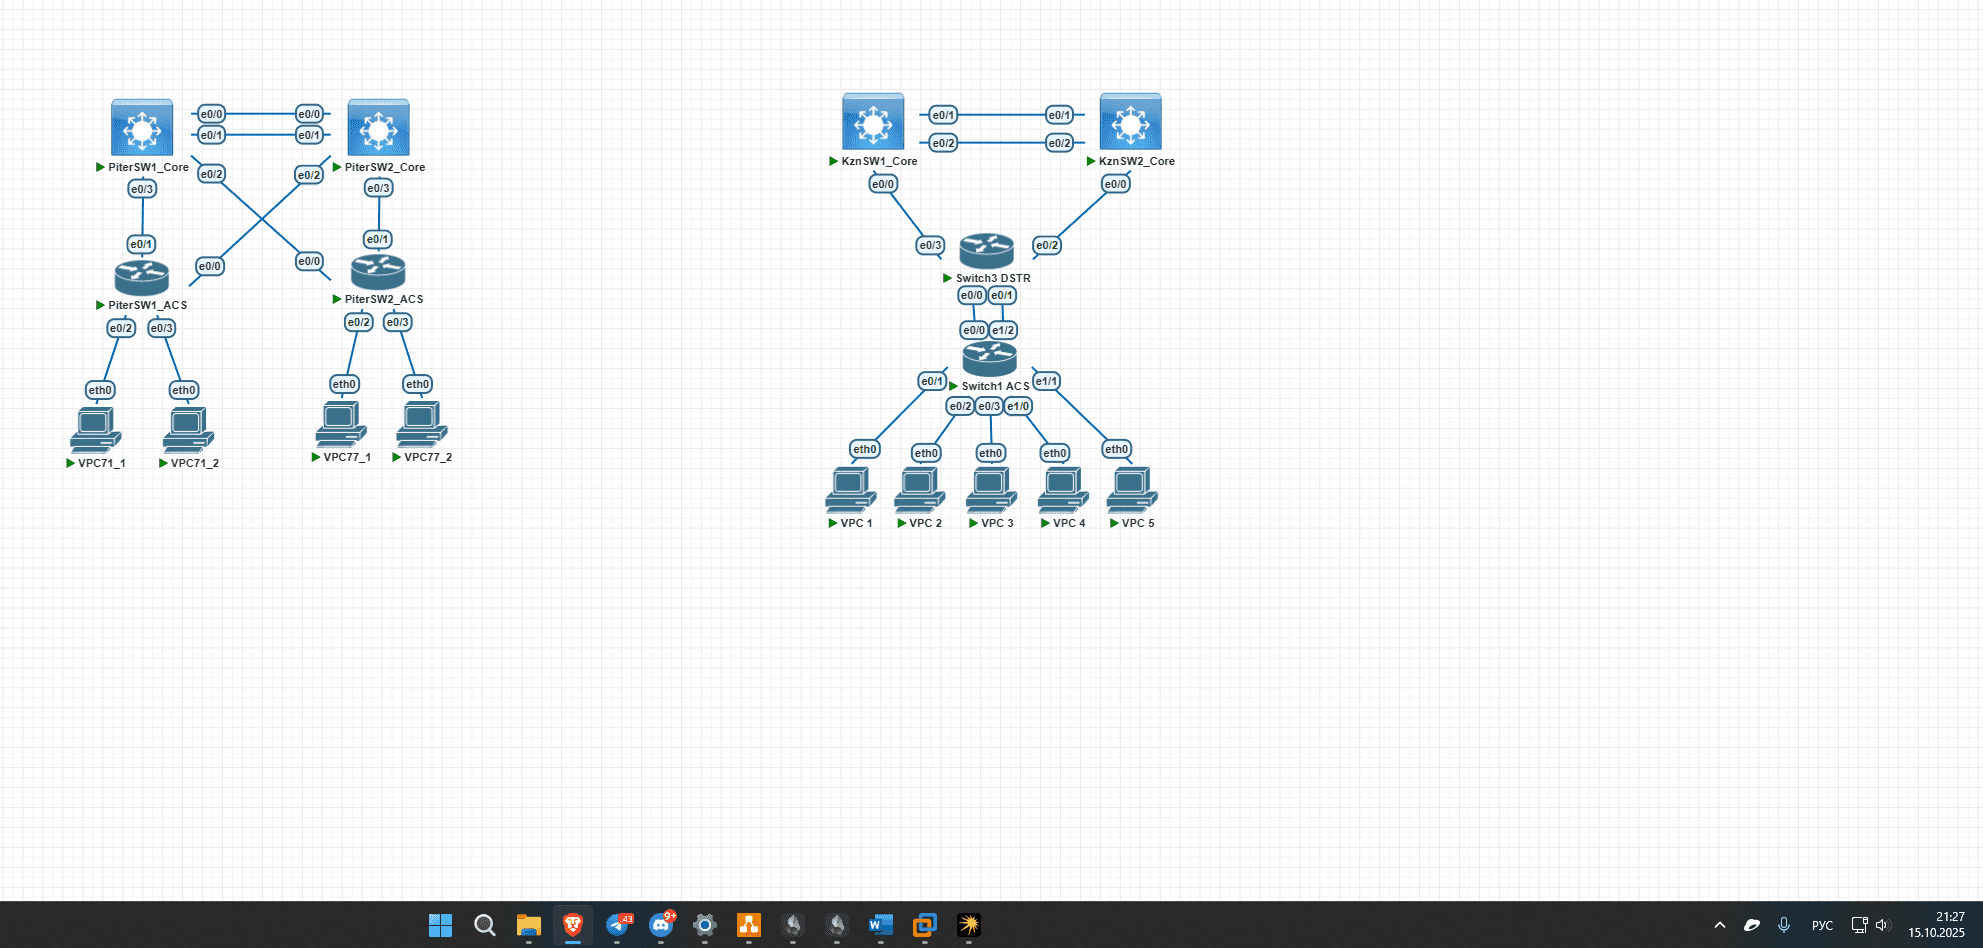 e0/0 e0/0 e0/1 e0/1
e0/1 e0/1 e0/2 e0/2
PiterSW1_Core PiterSW2_Core KznSW1_Core KznSW2_Core
e0/2 e0/2
e0/3 e0/3 e0/0 e0/0
e0/1 e0/1 e0/3 e0/2
e0/0 e0/0
Switch3 DSTR
PiterSW1_ACS PiterSW2_ACS e0/0 e0/1
e0/2 e0/3 e0/2 e0/3 e0/0 e1/2
eth0 eth0 eth0 eth0 e0/1 Switch1 ACS e1/1
e0/2 e0/3 e1/0
eth0 eth0 eth0 eth0 eth0
VPC71_1 VPC71_2 VPC77_1 VPC77_2
VPC 1 VPC 2 VPC 3 VPC 4 VPC 5
43 9+ W РУС 21:27
15.10.2025